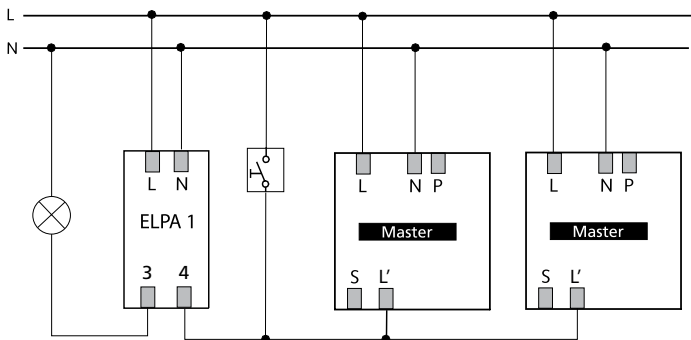 L
N
L N
ELPA 1
3 4
L N P
Master
S L’
L N P
Master
S L’